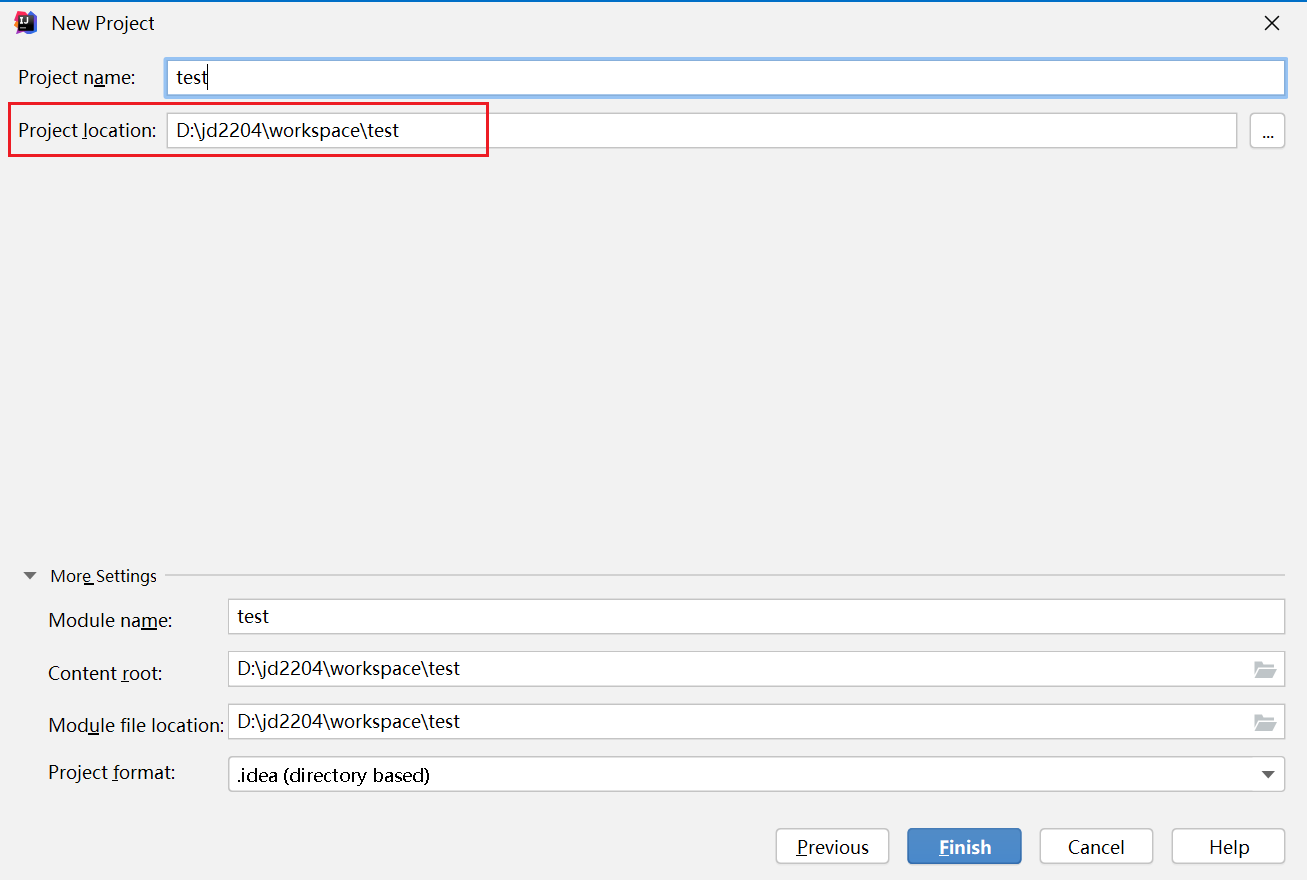 New Project
Project name: test
Project location: D:\jd2204\workspace\test ...
More Settings
Module name: test
Content root: D:\jd2204\workspace\test
Module file location: D:\jd2204\workspace\test
Project format: .idea (directory based)
Previous Finish Cancel Help